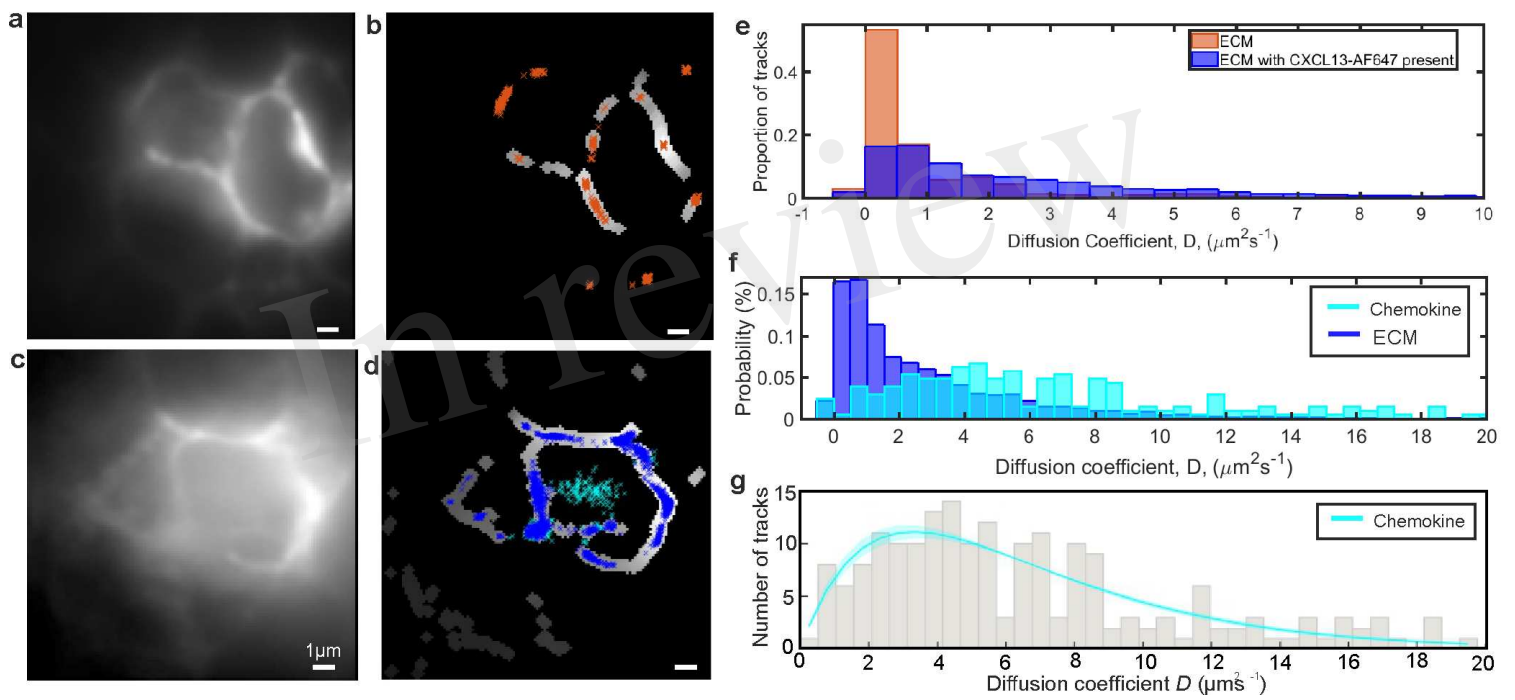 a
b
c
1μm
d
e
ECM
ECM with CXCL13-AF647 present
Proportion of tracks
0.4
0.2
0
-1 0 1 2 3 4 5 6 7 8 9 10
Diffusion Coefficient, D, (μm²s⁻¹)
f
Chemokine
ECM
Probability (%)
0.15
0.1
0.05
0
0 2 4 6 8 10 12 14 16 18 20
Diffusion coefficient, D, (μm²s⁻¹)
g
Chemokine
Number of tracks
15
10
5
0
0 2 4 6 8 10 12 14 16 18 20
Diffusion coefficient D (μm²s⁻¹)
In review